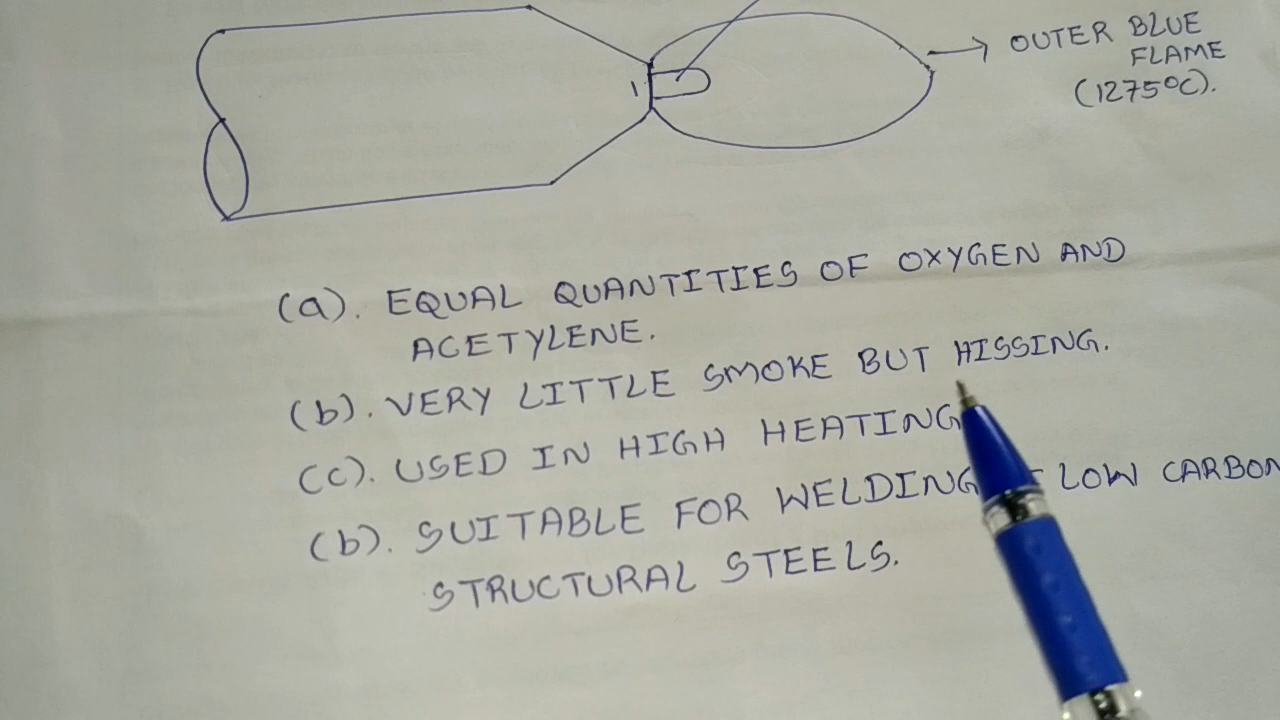 OUTER BLUE
FLAME
(1275°C).
(a). EQUAL QUANTITIES OF OXYGEN AND
ACETYLENE.
(b). VERY LITTLE SMOKE BUT HISSING.
(c). USED IN HIGH HEATING
(b). SUITABLE FOR WELDING - LOW CARBON
STRUCTURAL STEELS.